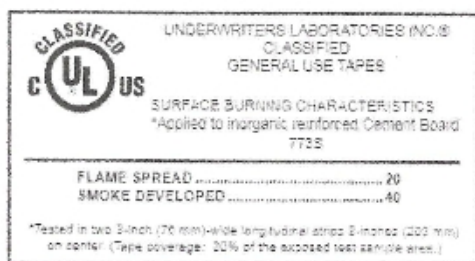 CLASSIFIED
C UL US
UNDERWRITERS LABORATORIES INC.®
CLASSIFIED
GENERAL USE TAPES
SURFACE BURNING CHARACTERISTICS
*Applied to inorganic reinforced Cement Board
773S
FLAME SPREAD..............................................20
SMOKE DEVELOPED......................................40
*Tested in two 3-inch (76 mm)-wide longitudinal strips 8-inches (203 mm)
on center. (Tape coverage: 20% of the exposed test sample area.)